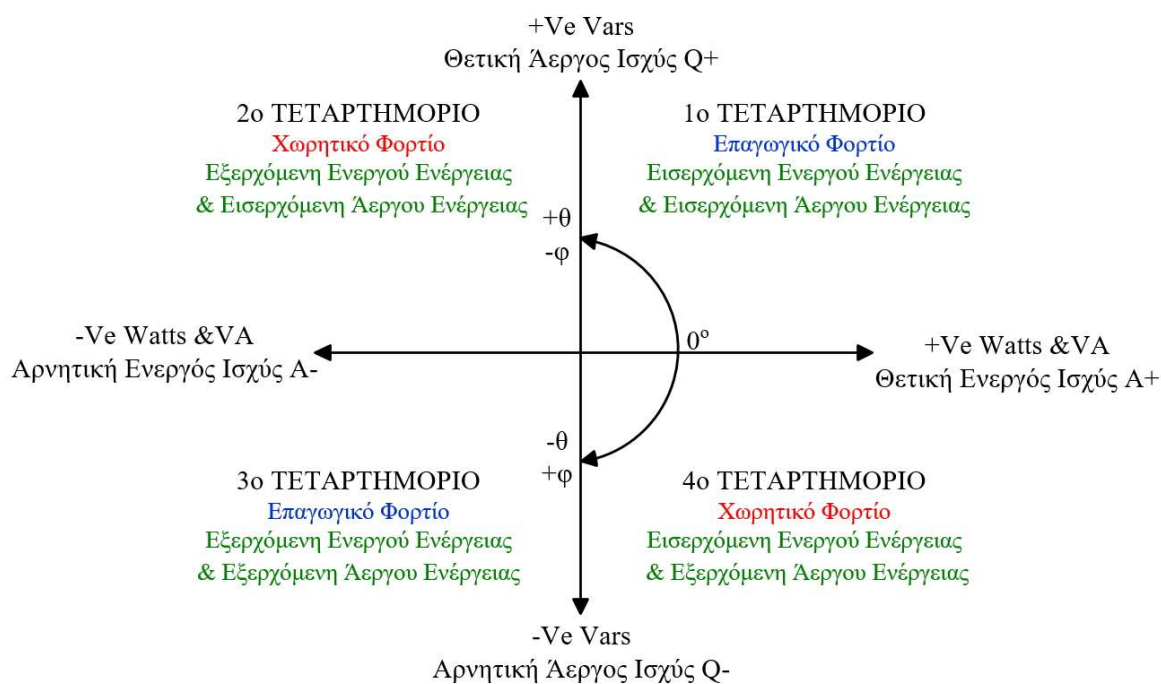 +Ve Vars
Θετική Άεργος Ισχύς Q+
2ο ΤΕΤΑΡΤΗΜΟΡΙΟ
Χωρητικό Φορτίο
Εξερχόμενη Ενεργού Ενέργειας
& Εισερχόμενη Άεργου Ενέργειας
1ο ΤΕΤΑΡΤΗΜΟΡΙΟ
Επαγωγικό Φορτίο
Εισερχόμενη Ενεργού Ενέργειας
& Εισερχόμενη Άεργου Ενέργειας
+θ
-φ
-Ve Watts &VA
Αρνητική Ενεργός Ισχύς A-
0º
+Ve Watts &VA
Θετική Ενεργός Ισχύς A+
-θ
+φ
3ο ΤΕΤΑΡΤΗΜΟΡΙΟ
Επαγωγικό Φορτίο
Εξερχόμενη Ενεργού Ενέργειας
& Εξερχόμενη Άεργου Ενέργειας
4ο ΤΕΤΑΡΤΗΜΟΡΙΟ
Χωρητικό Φορτίο
Εισερχόμενη Ενεργού Ενέργειας
& Εξερχόμενη Άεργου Ενέργειας
-Ve Vars
Αρνητική Άεργος Ισχύς Q-